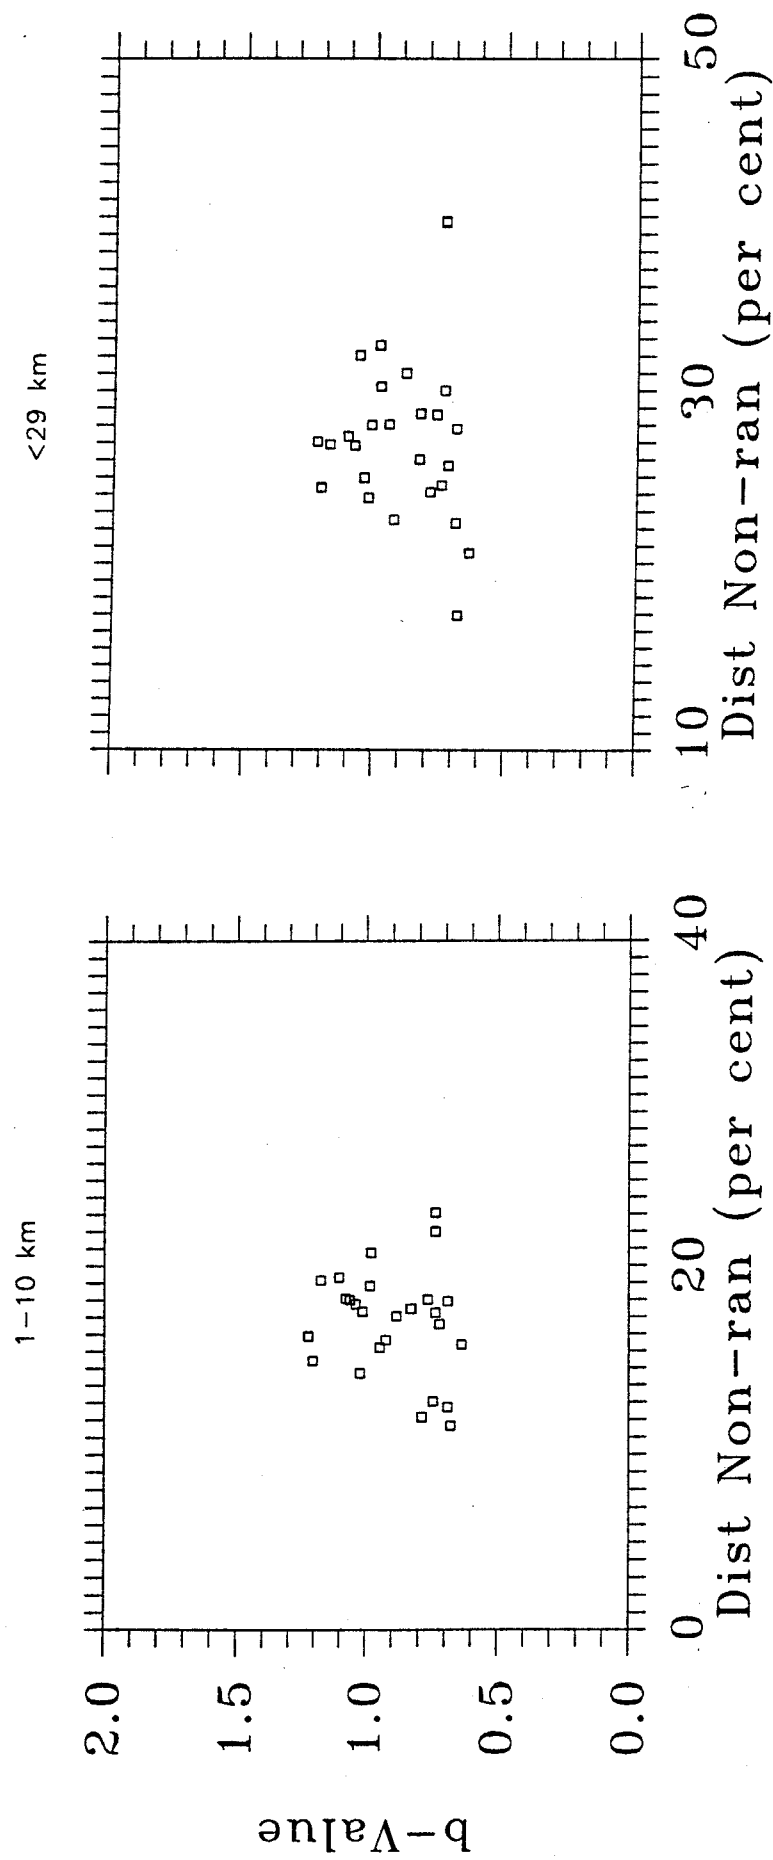 1-10 km
<29 km
b-Value
2.0
1.5
1.0
0.5
0.0
0 20 40
Dist Non-ran (per cent)
10 30 50
Dist Non-ran (per cent)